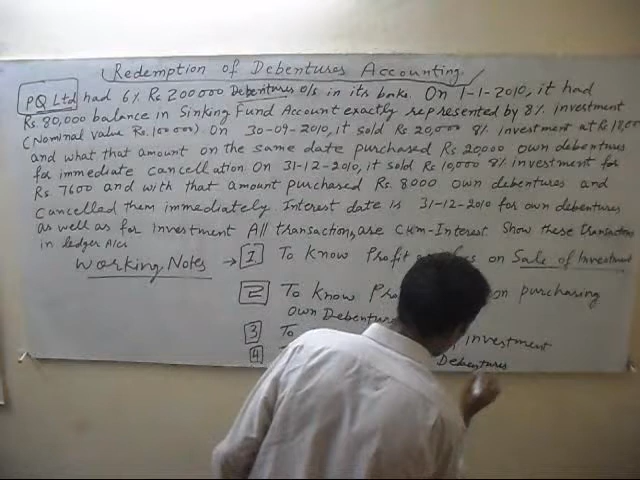 Redemption of Debentures Accounting.
PQ Ltd had 6% Rs 200000 Debentures o/s in its books. On 1-1-2010, it had
Rs. 80,000 balance in Sinking Fund Account exactly represented by 8% investment
(Nominal value Rs. 100000) On 30-09-2010, it sold Rs 20,000 8% investment at Rs
and what that amount on the same date purchased Rs 20000 own debentures
for immediate cancellation On 31-12-2010, it sold Rs 10,000 8% investment for
Rs 7600 and with that amount purchased Rs. 8000 own debentures and
cancelled them immediately Interest date is 31-12-2010 for own debentures
as well as for investment All transactions, are Cum-Interest. Show these transactions
in ledger A/cs
Working Notes → 1 To know Profit on Sale of Investment
2 To know on purchasing
own
3 To investment
4 Debentures